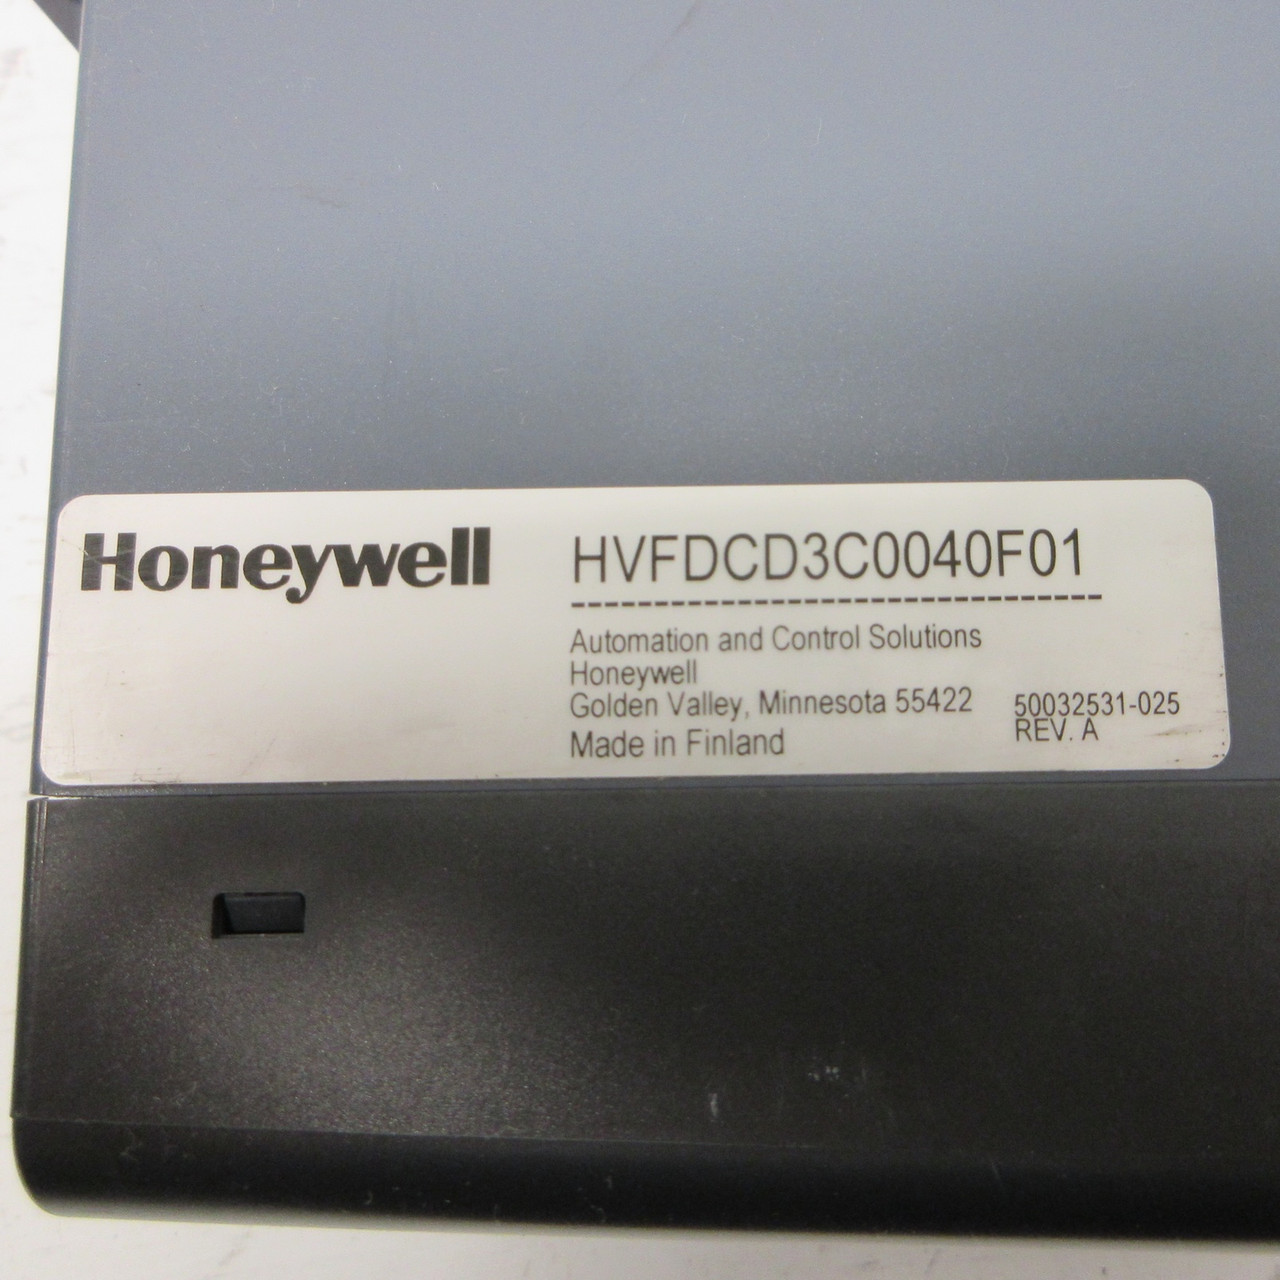 Honeywell
HVFDCD3C0040F01
Automation and Control Solutions
Honeywell
Golden Valley, Minnesota 55422
Made in Finland
50032531-025
REV. A